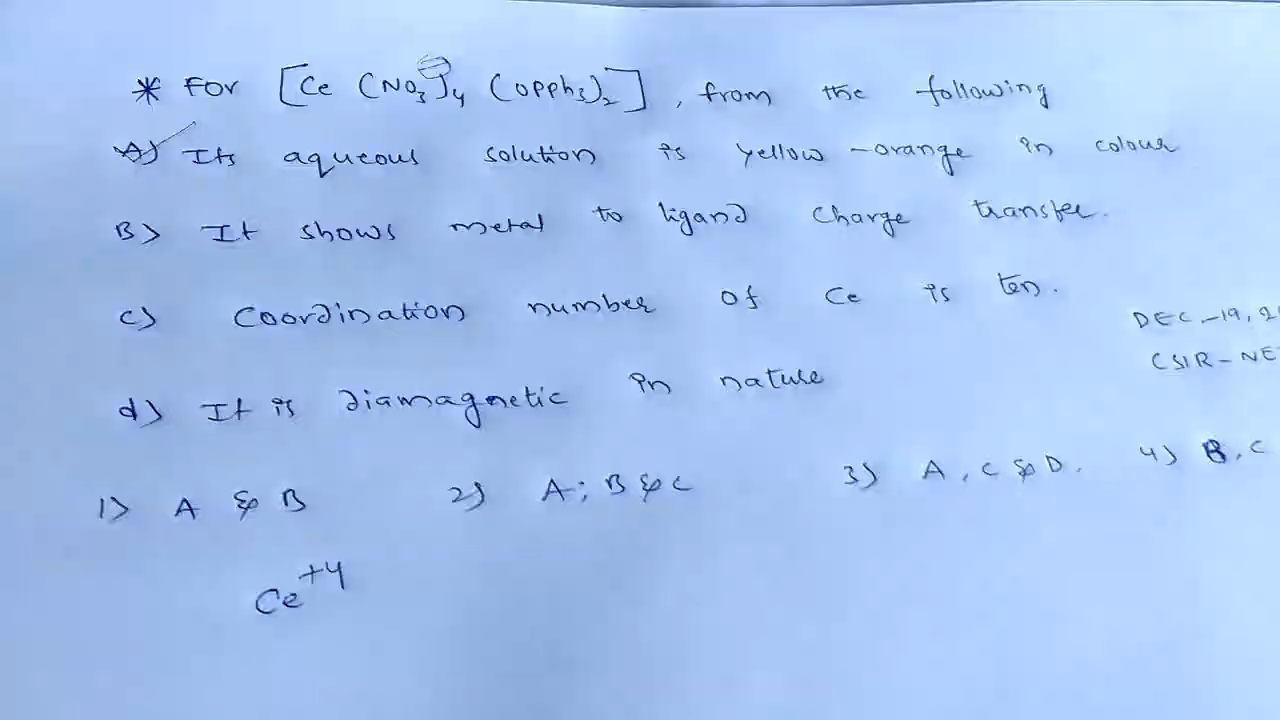 * For [Ce (NO3⊖)4 (OPPh3)2], from the following
A) Its aqueous solution is yellow-orange in colour
B) It shows metal to ligand charge transfer.
C) Coordination number of Ce is ten.
DEC-19,
CSIR-NE
d) It is diamagnetic in nature
1) A & B 2) A; B & C 3) A, C & D. 4) B, C
Ce+4